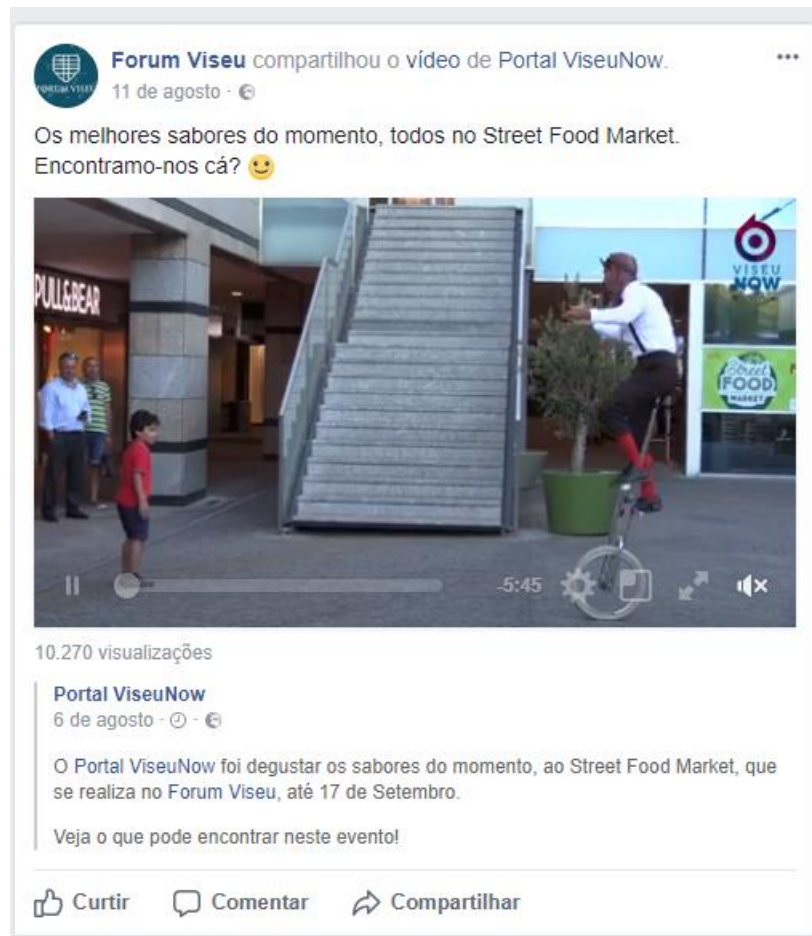 Forum Viseu compartilhou o vídeo de Portal ViseuNow.
11 de agosto ·
FORUM VISEU
Os melhores sabores do momento, todos no Street Food Market.
Encontramo-nos cá?
VISEU
NOW
PULL&BEAR
Street
FOOD
MARKET
-5:45
10.270 visualizações
Portal ViseuNow
6 de agosto · ·
O Portal ViseuNow foi degustar os sabores do momento, ao Street Food Market, que
se realiza no Forum Viseu, até 17 de Setembro.
Veja o que pode encontrar neste evento!
Curtir Comentar Compartilhar